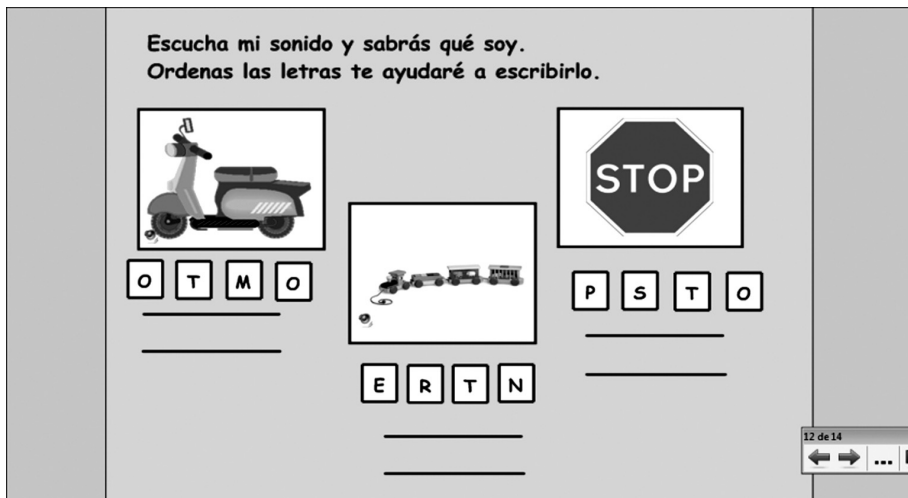 Escucha mi sonido y sabrás qué soy.
Ordenas las letras te ayudaré a escribirlo.
STOP
O T M O
P S T O
E R T N
12 de 14
...